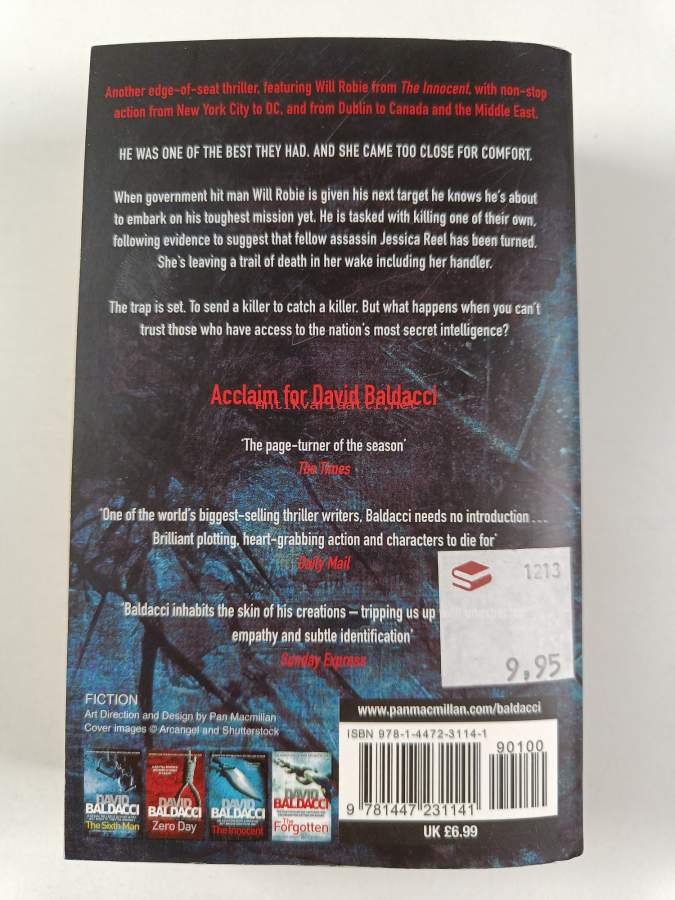 Another edge-of-seat thriller, featuring Will Robie from The Innocent, with non-stop
action from New York City to DC, and from Dublin to Canada and the Middle East.
HE WAS ONE OF THE BEST THEY HAD. AND SHE CAME TOO CLOSE FOR COMFORT.
When government hit man Will Robie is given his next target he knows he's about
to embark on his toughest mission yet. He is tasked with killing one of their own,
following evidence to suggest that fellow assassin Jessica Reel has been turned.
She's leaving a trail of death in her wake including her handler.
The trap is set. To send a killer to catch a killer. But what happens when you can't
trust those who have access to the nation's most secret intelligence?
Acclaim for David Baldacci
antikvariaatti.net
'The page-turner of the season'
The Times
'One of the world's biggest-selling thriller writers, Baldacci needs no introduction ...
Brilliant plotting, heart-grabbing action and characters to die for'
Daily Mail
'Baldacci inhabits the skin of his creations – tripping us up
empathy and subtle identification'
Sunday Express
1213
9,95
FICTION
Art Direction and Design by Pan Macmillan
Cover images © Arcangel and Shutterstock
DAVID
BALDACCI
The Sixth Man
DAVID
BALDACCI
Zero Day
DAVID
BALDACCI
The Innocent
DAVID
BALDACCI
The
Forgotten
www.panmacmillan.com/baldacci
ISBN 978-1-4472-3114-1
90100
9 781447 231141
UK £6.99